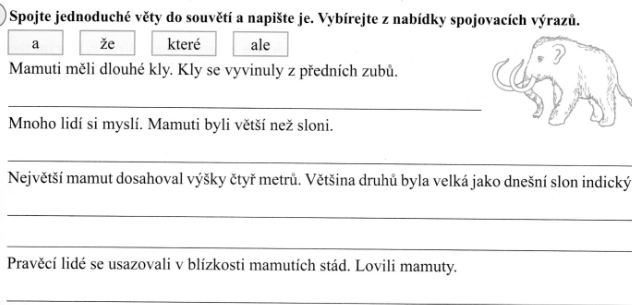 Spojte jednoduché věty do souvětí a napište je. Vybírejte z nabídky spojovacích výrazů.
a že které ale
Mamuti měli dlouhé kly. Kly se vyvinuly z předních zubů.
Mnoho lidí si myslí. Mamuti byli větší než sloni.
Největší mamut dosahoval výšky čtyř metrů. Většina druhů byla velká jako dnešní slon indický
Pravěcí lidé se usazovali v blízkosti mamutích stád. Lovili mamuty.